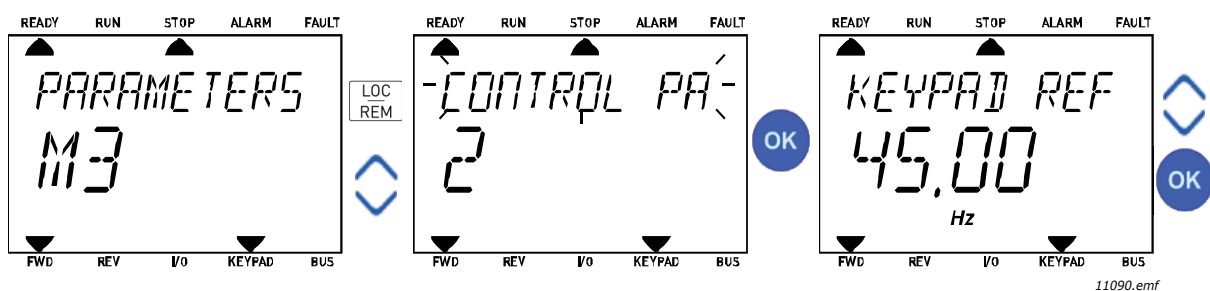 READY RUN STOP ALARM FAULT
PARAMETERS
M3
FWD REV I/O KEYPAD BUS
LOC
REM
READY RUN STOP ALARM FAULT
CONTROL PA
2
FWD REV I/O KEYPAD BUS
OK
READY RUN STOP ALARM FAULT
KEYPAD REF
45.00
Hz
FWD REV I/O KEYPAD BUS
OK
11090.emf